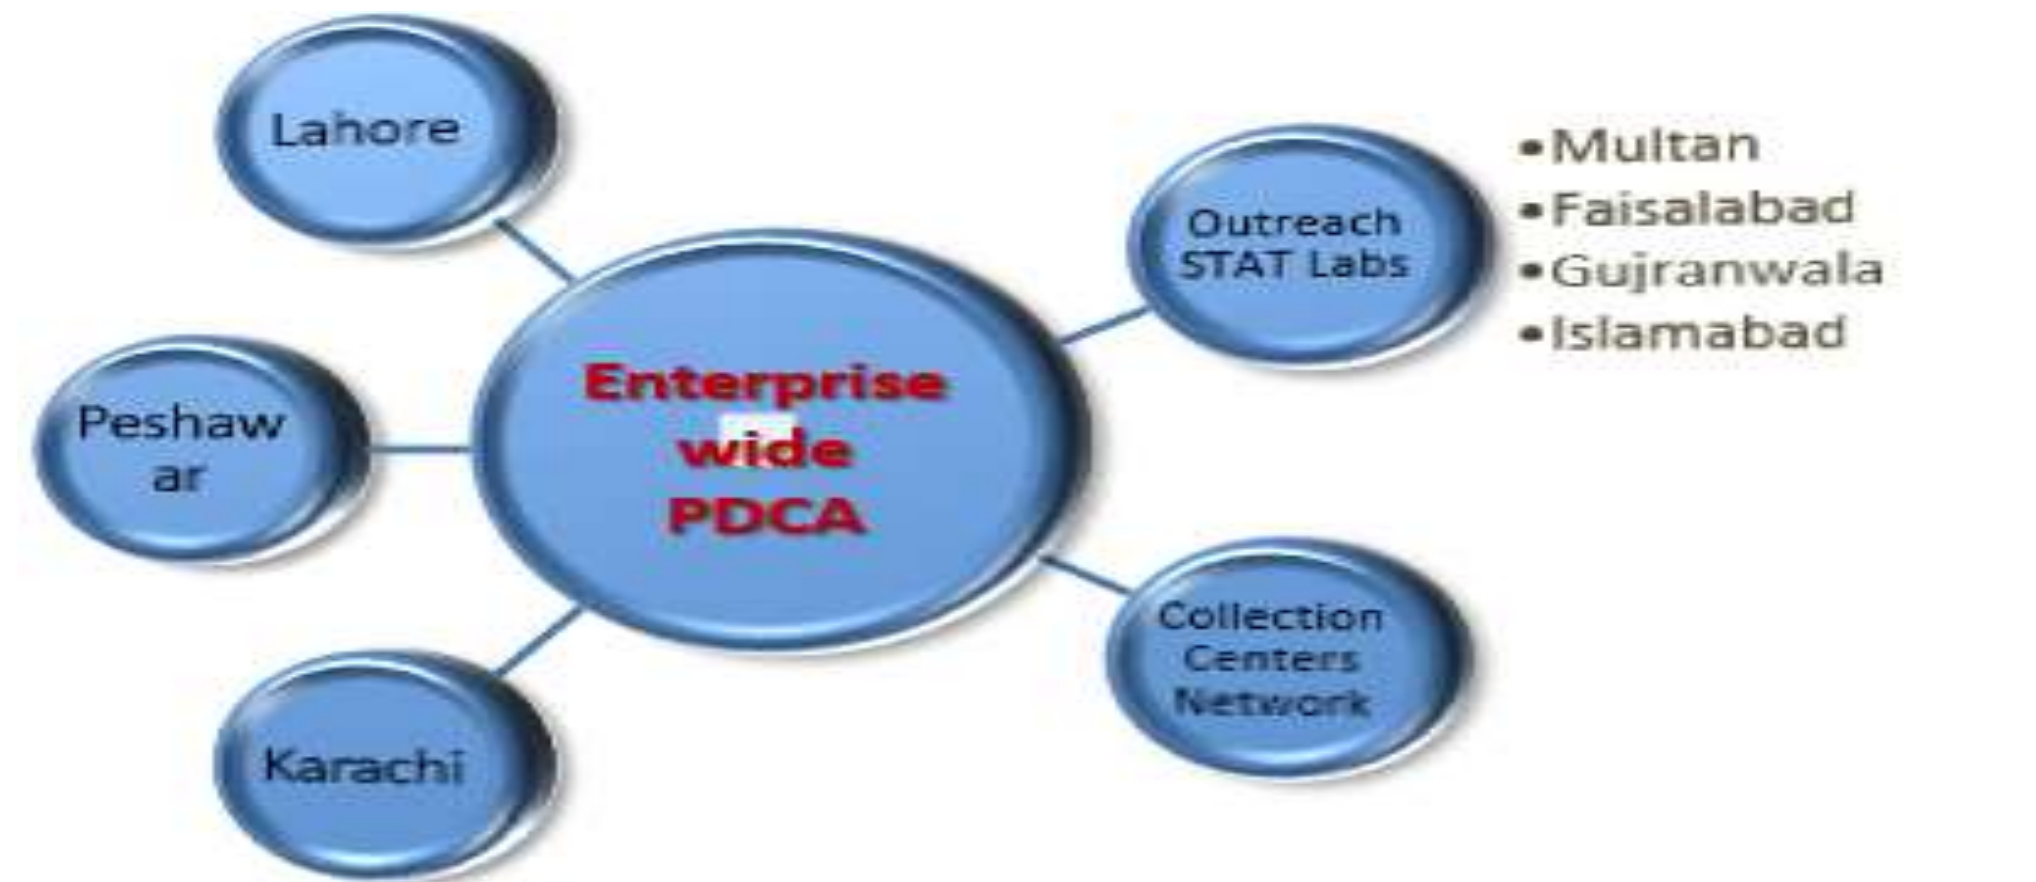 Lahore
Peshaw
ar
Karachi
Enterprise
wide
PDCA
Outreach
STAT Labs
•Multan
•Faisalabad
•Gujranwala
•Islamabad
Collection
Centers
Network